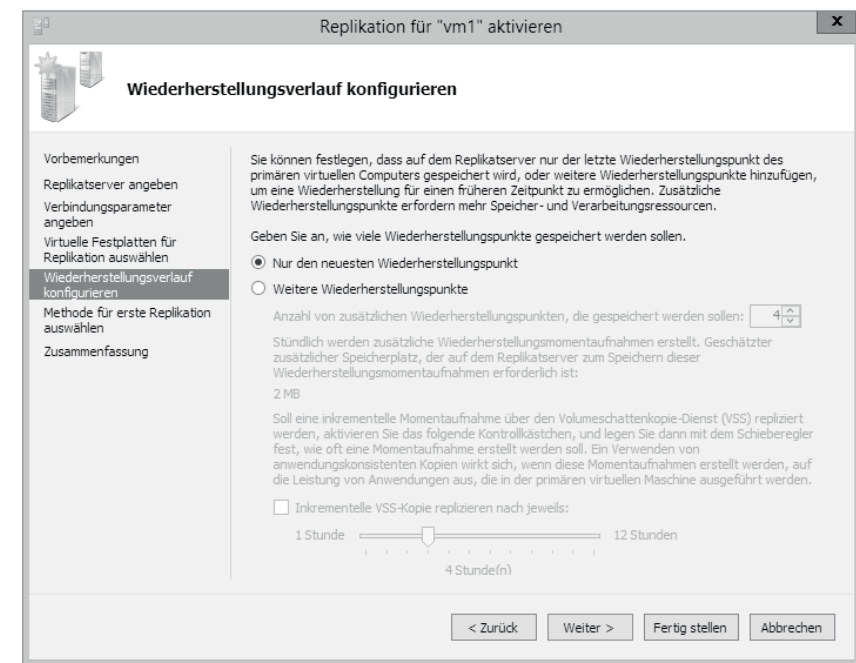 Replikation für "vm1" aktivieren
x
Wiederherstellungsverlauf konfigurieren
Vorbemerkungen
Replikatserver angeben
Verbindungsparameter
angeben
Virtuelle Festplatten für
Replikation auswählen
Wiederherstellungsverlauf
konfigurieren
Methode für erste Replikation
auswählen
Zusammenfassung
Sie können festlegen, dass auf dem Replikatserver nur der letzte Wiederherstellungspunkt des
primären virtuellen Computers gespeichert wird, oder weitere Wiederherstellungspunkte hinzufügen,
um eine Wiederherstellung für einen früheren Zeitpunkt zu ermöglichen. Zusätzliche
Wiederherstellungspunkte erfordern mehr Speicher- und Verarbeitungsressourcen.
Geben Sie an, wie viele Wiederherstellungspunkte gespeichert werden sollen.
Nur den neuesten Wiederherstellungspunkt
Weitere Wiederherstellungspunkte
Anzahl von zusätzlichen Wiederherstellungspunkten, die gespeichert werden sollen: 4
Stündlich werden zusätzliche Wiederherstellungsmomentaufnahmen erstellt. Geschätzter
zusätzlicher Speicherplatz, der auf dem Replikatserver zum Speichern dieser
Wiederherstellungsmomentaufnahmen erforderlich ist:
2 MB
Soll eine inkrementelle Momentaufnahme über den Volumeschattenkopie-Dienst (VSS) repliziert
werden, aktivieren Sie das folgende Kontrollkästchen, und legen Sie dann mit dem Schieberegler
fest, wie oft eine Momentaufnahme erstellt werden soll. Ein Verwenden von
anwendungskonsistenten Kopien wirkt sich, wenn diese Momentaufnahmen erstellt werden, auf
die Leistung von Anwendungen aus, die in der primären virtuellen Maschine ausgeführt werden.
Inkrementelle VSS-Kopie replizieren nach jeweils:
1 Stunde 12 Stunden
4 Stunde(n)
< Zurück Weiter > Fertig stellen Abbrechen